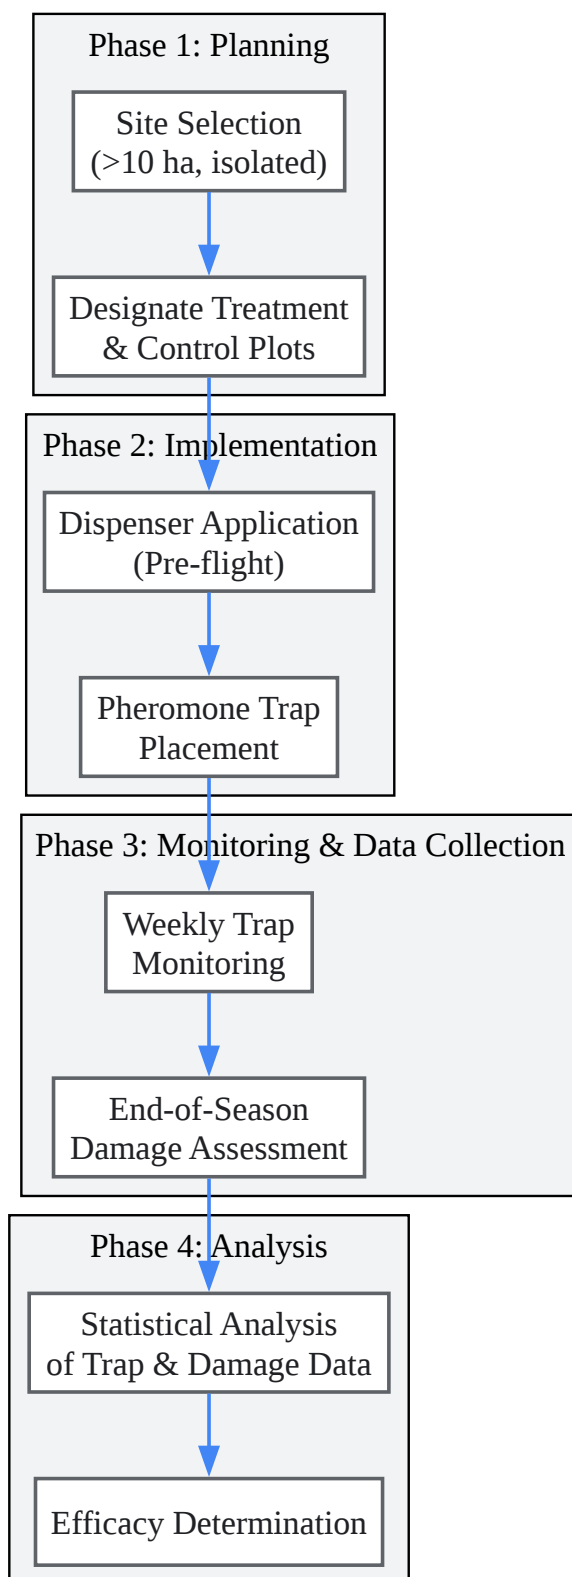 Phase 1: Planning
Site Selection
(>10 ha, isolated)
Designate Treatment
& Control Plots
Phase 2: Implementation
Dispenser Application
(Pre-flight)
Pheromone Trap
Placement
Phase 3: Monitoring & Data Collection
Weekly Trap
Monitoring
End-of-Season
Damage Assessment
Phase 4: Analysis
Statistical Analysis
of Trap & Damage Data
Efficacy Determination